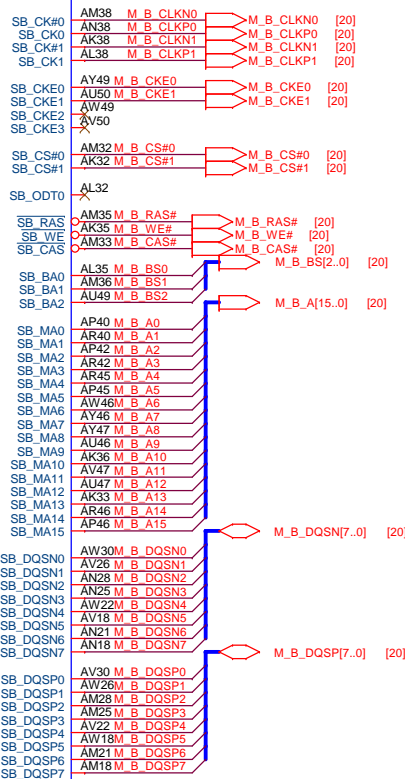 SB_CK#0 AM38 M_B_CLKN0 M_B_CLKN0 [20]
SB_CK0 AN38 M_B_CLKP0 M_B_CLKP0 [20]
SB_CK#1 AK38 M_B_CLKN1 M_B_CLKN1 [20]
SB_CK1 AL38 M_B_CLKP1 M_B_CLKP1 [20]
SB_CKE0 AY49 M_B_CKE0 M_B_CKE0 [20]
SB_CKE1 AU50 M_B_CKE1 M_B_CKE1 [20]
SB_CKE2 AW49
SB_CKE3 AV50
SB_CS#0 AM32 M_B_CS#0 M_B_CS#0 [20]
SB_CS#1 AK32 M_B_CS#1 M_B_CS#1 [20]
SB_ODT0 AL32
SB_RAS AM35 M_B_RAS# M_B_RAS# [20]
SB_WE AK35 M_B_WE# M_B_WE# [20]
SB_CAS AM33 M_B_CAS# M_B_CAS# [20]
M_B_BS[2..0] [20]
SB_BA0 AL35 M_B_BS0
SB_BA1 AM36 M_B_BS1
SB_BA2 AU49 M_B_BS2
M_B_A[15..0] [20]
SB_MA0 AP40 M_B_A0
SB_MA1 AR40 M_B_A1
SB_MA2 AP42 M_B_A2
SB_MA3 AR42 M_B_A3
SB_MA4 AR45 M_B_A4
SB_MA5 AP45 M_B_A5
SB_MA6 AW46 M_B_A6
SB_MA7 AY46 M_B_A7
SB_MA8 AY47 M_B_A8
SB_MA9 AU46 M_B_A9
SB_MA10 AK36 M_B_A10
SB_MA11 AV47 M_B_A11
SB_MA12 AU47 M_B_A12
SB_MA13 AK33 M_B_A13
SB_MA14 AR46 M_B_A14
SB_MA15 AP46 M_B_A15
M_B_DQSN[7..0] [20]
SB_DQSN0 AW30 M_B_DQSN0
SB_DQSN1 AV26 M_B_DQSN1
SB_DQSN2 AN28 M_B_DQSN2
SB_DQSN3 AN25 M_B_DQSN3
SB_DQSN4 AW22 M_B_DQSN4
SB_DQSN5 AV18 M_B_DQSN5
SB_DQSN6 AN21 M_B_DQSN6
SB_DQSN7 AN18 M_B_DQSN7
M_B_DQSP[7..0] [20]
SB_DQSP0 AV30 M_B_DQSP0
SB_DQSP1 AW26 M_B_DQSP1
SB_DQSP2 AM28 M_B_DQSP2
SB_DQSP3 AM25 M_B_DQSP3
SB_DQSP4 AV22 M_B_DQSP4
SB_DQSP5 AW18 M_B_DQSP5
SB_DQSP6 AM21 M_B_DQSP6
SB_DQSP7 AM18 M_B_DQSP7